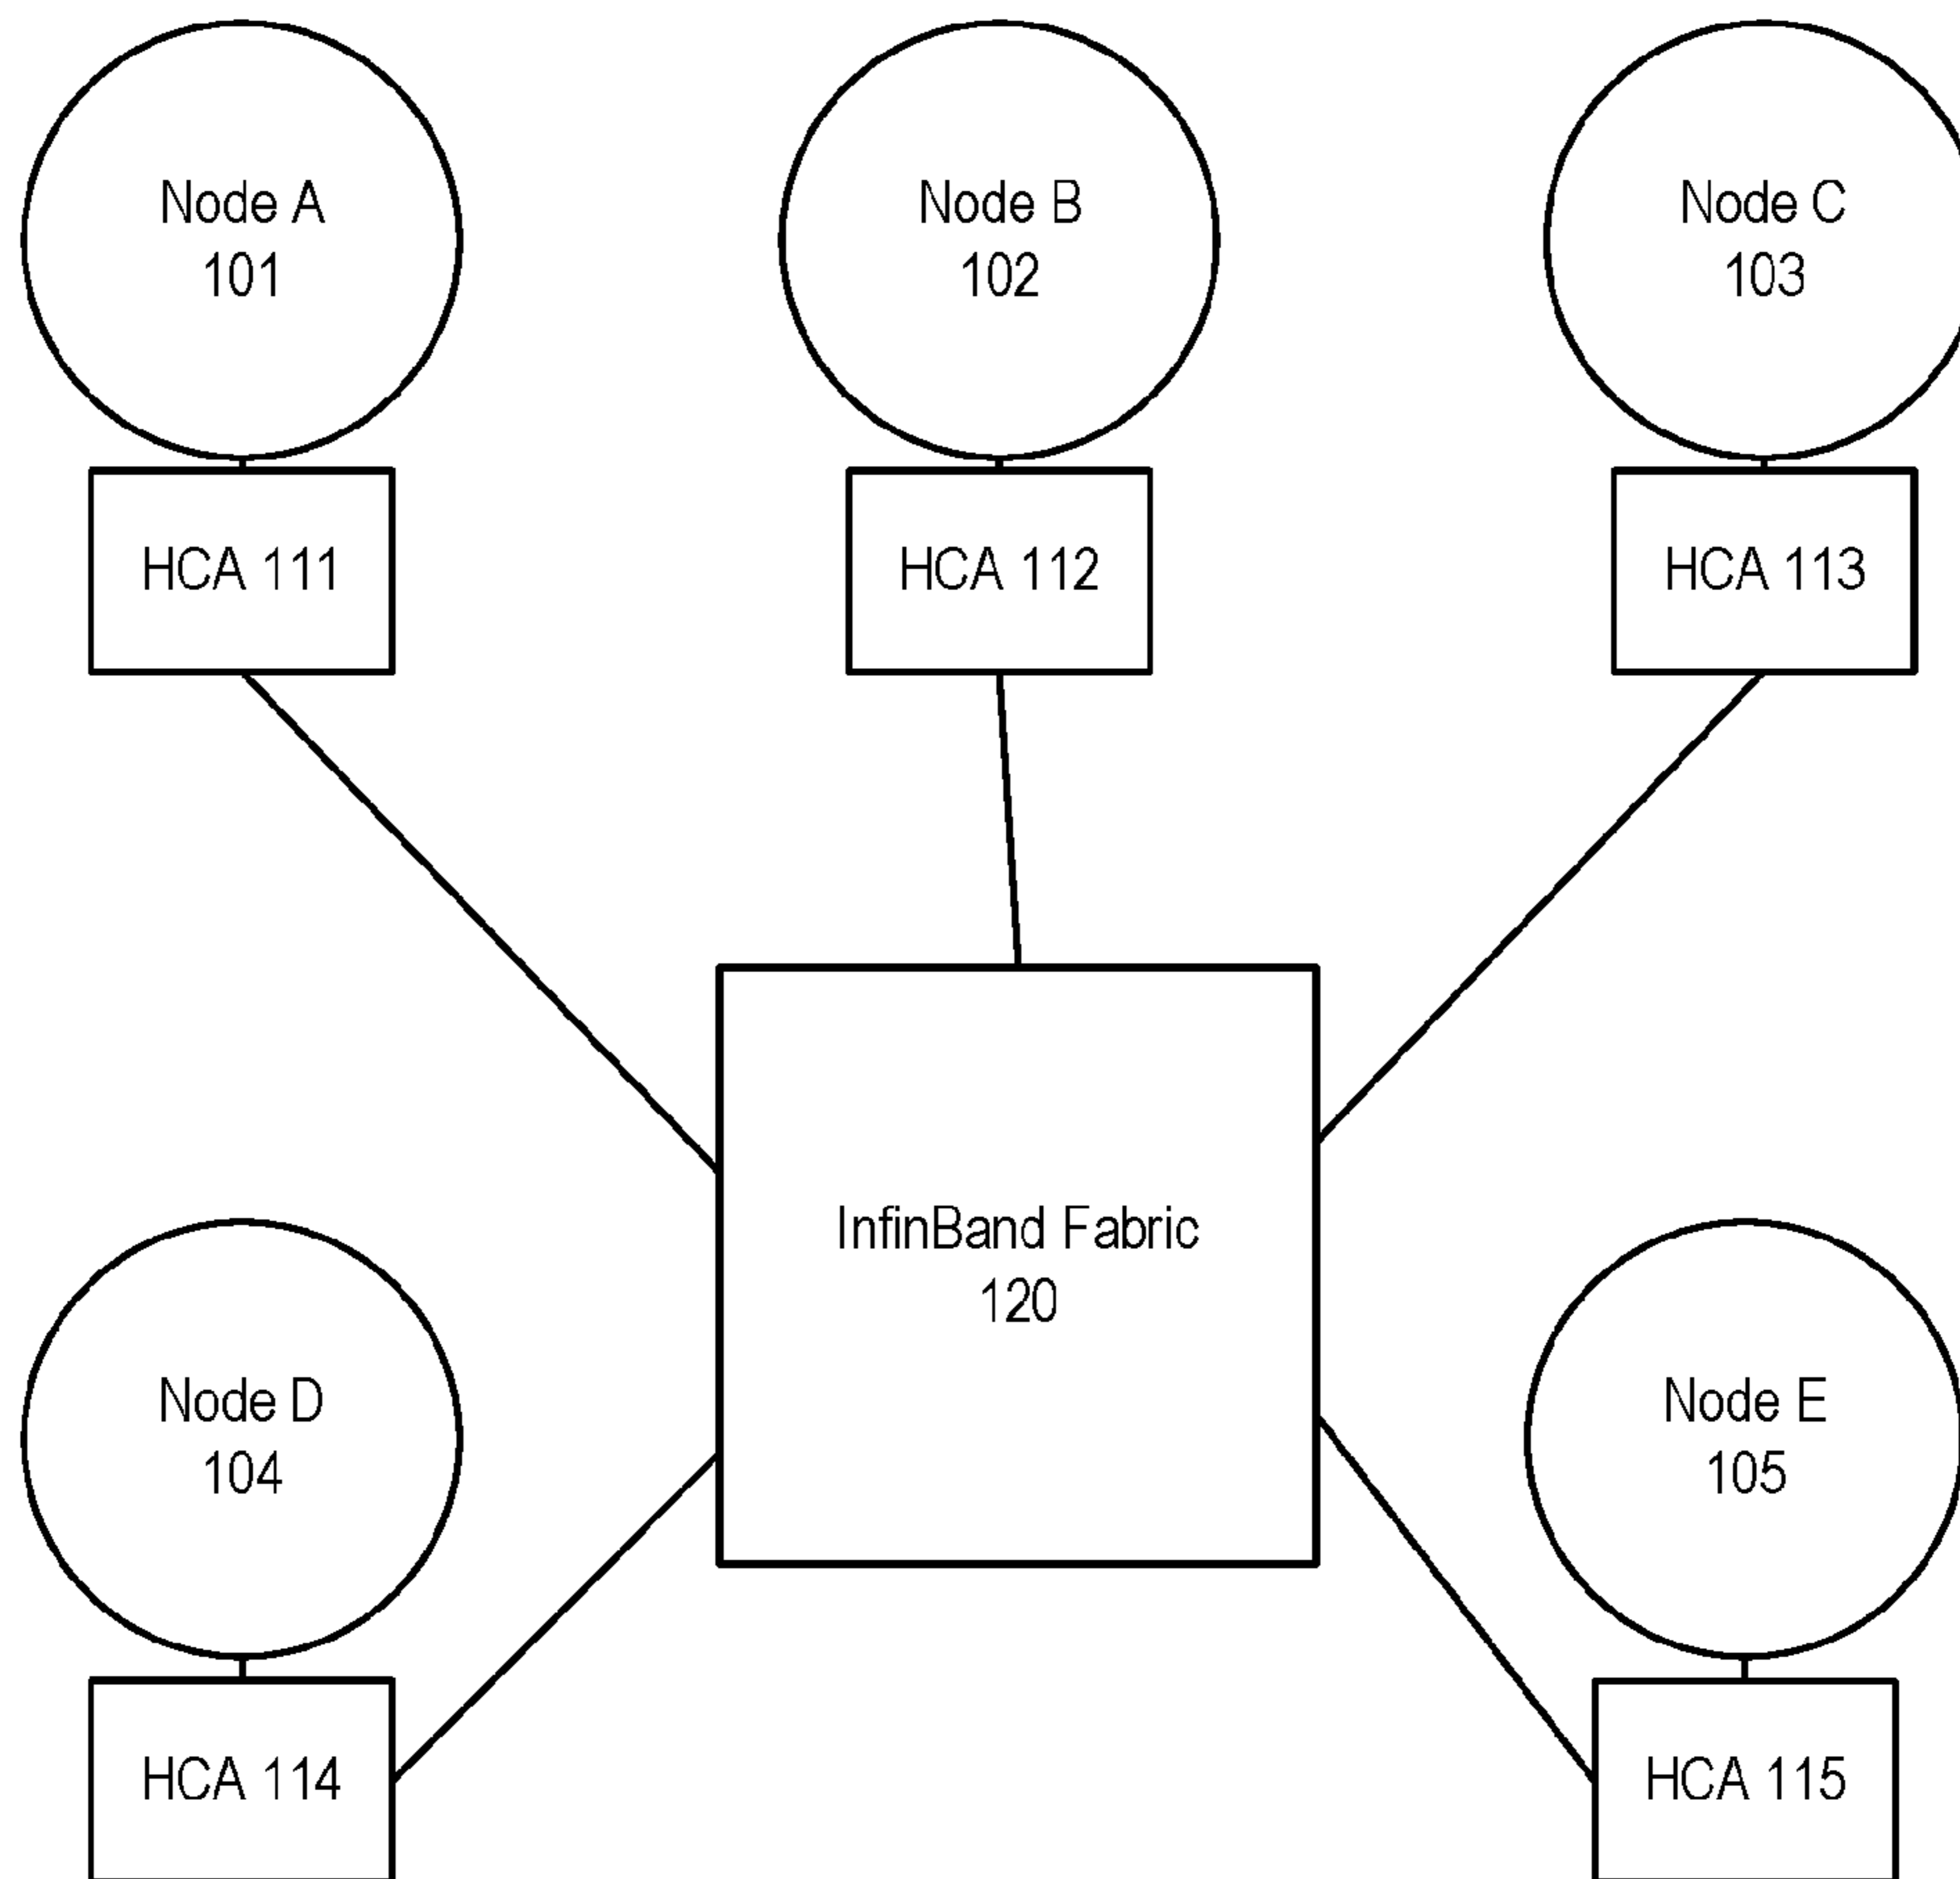 Node A
101
Node B
102
Node C
103
HCA 111
HCA 112
HCA 113
InfinBand Fabric
120
Node D
104
Node E
105
HCA 114
HCA 115